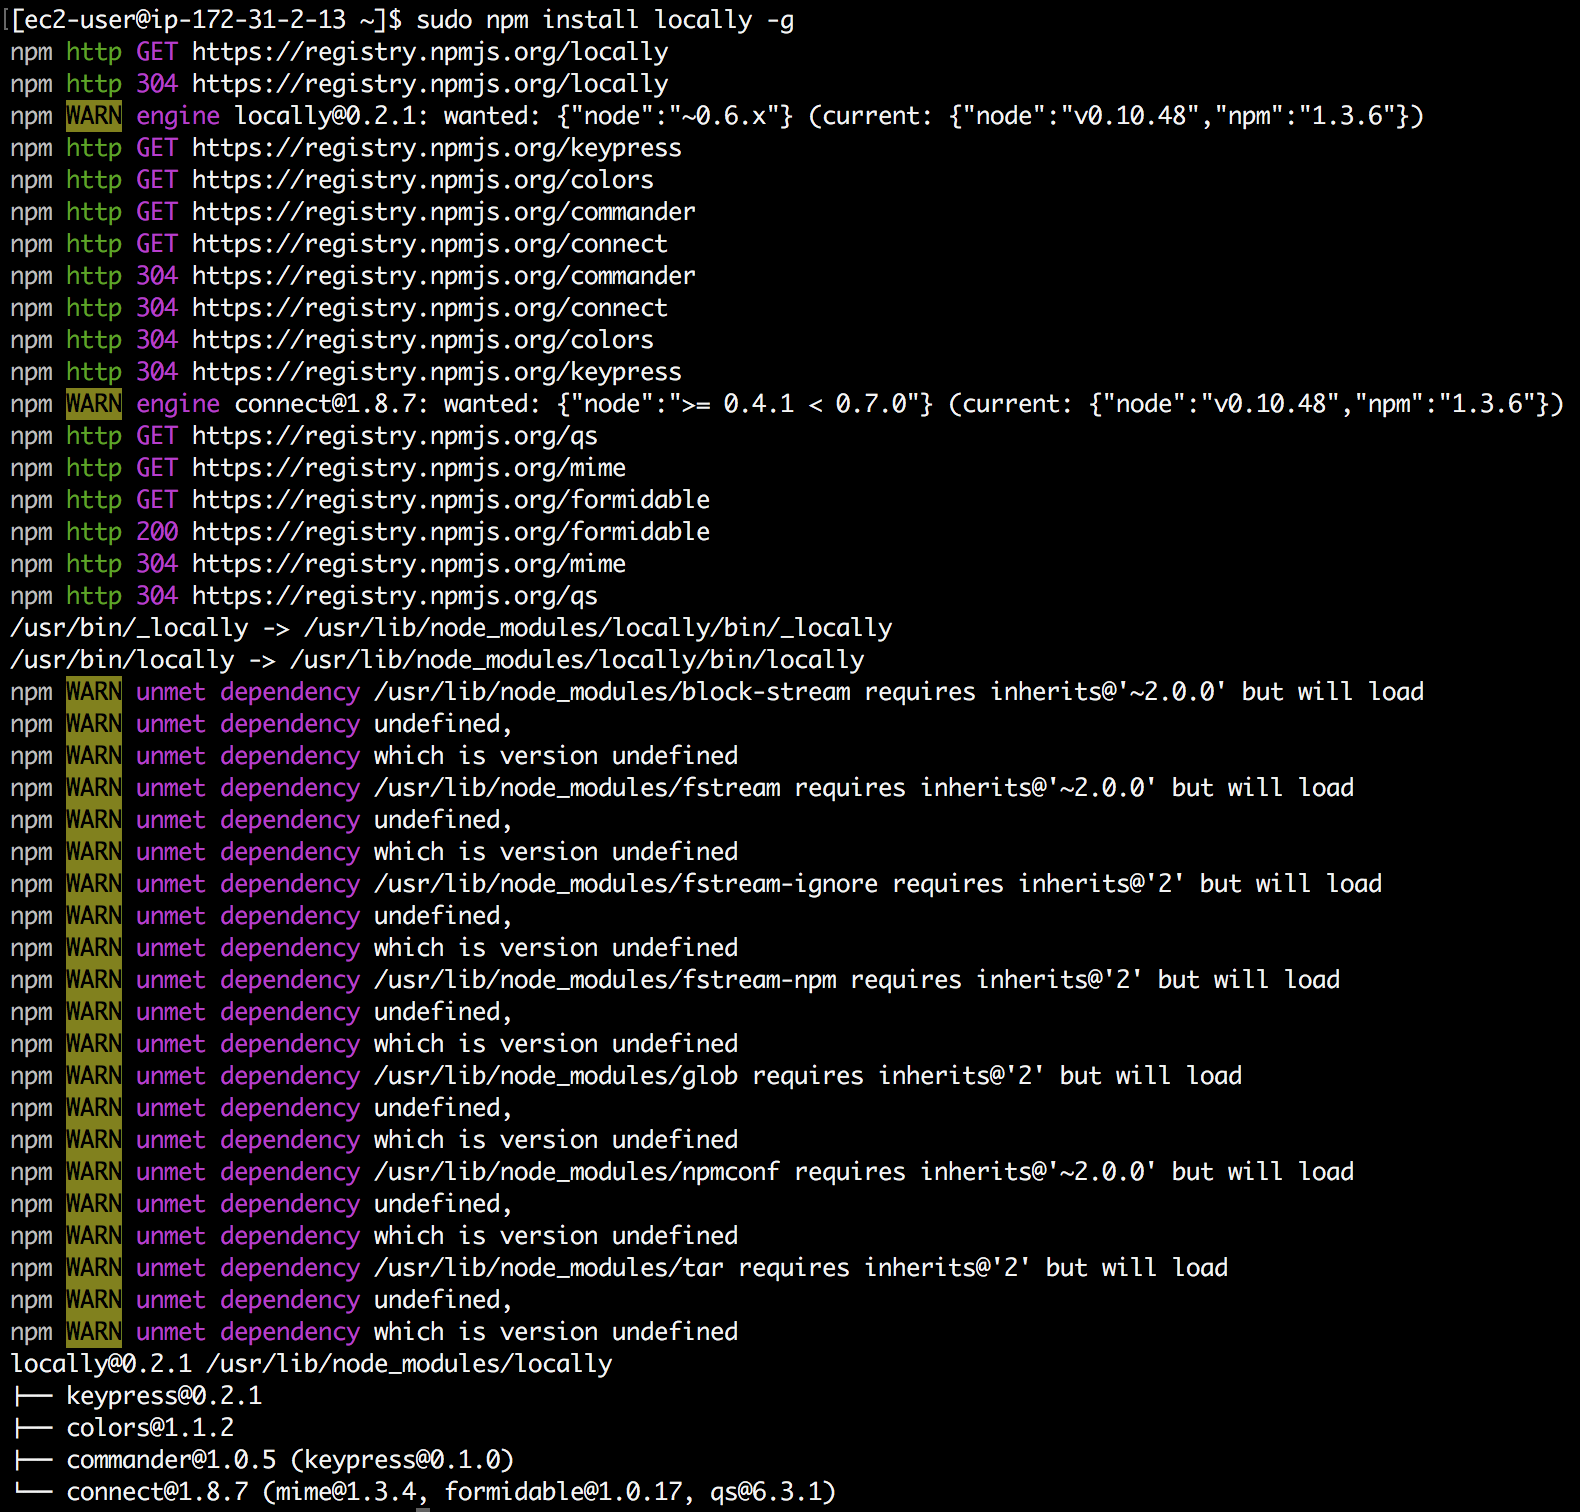 [[ec2-user@ip-172-31-2-13 ~]$ sudo npm install locally -g
npm http GET https://registry.npmjs.org/locally
npm http 304 https://registry.npmjs.org/locally
npm WARN engine locally@0.2.1: wanted: {"node":"~0.6.x"} (current: {"node":"v0.10.48","npm":"1.3.6"})
npm http GET https://registry.npmjs.org/keypress
npm http GET https://registry.npmjs.org/colors
npm http GET https://registry.npmjs.org/commander
npm http GET https://registry.npmjs.org/connect
npm http 304 https://registry.npmjs.org/commander
npm http 304 https://registry.npmjs.org/connect
npm http 304 https://registry.npmjs.org/colors
npm http 304 https://registry.npmjs.org/keypress
npm WARN engine connect@1.8.7: wanted: {"node":">= 0.4.1 < 0.7.0"} (current: {"node":"v0.10.48","npm":"1.3.6"})
npm http GET https://registry.npmjs.org/qs
npm http GET https://registry.npmjs.org/mime
npm http GET https://registry.npmjs.org/formidable
npm http 200 https://registry.npmjs.org/formidable
npm http 304 https://registry.npmjs.org/mime
npm http 304 https://registry.npmjs.org/qs
/usr/bin/_locally -> /usr/lib/node_modules/locally/bin/_locally
/usr/bin/locally -> /usr/lib/node_modules/locally/bin/locally
npm WARN unmet dependency /usr/lib/node_modules/block-stream requires inherits@'~2.0.0' but will load
npm WARN unmet dependency undefined,
npm WARN unmet dependency which is version undefined
npm WARN unmet dependency /usr/lib/node_modules/fstream requires inherits@'~2.0.0' but will load
npm WARN unmet dependency undefined,
npm WARN unmet dependency which is version undefined
npm WARN unmet dependency /usr/lib/node_modules/fstream-ignore requires inherits@'2' but will load
npm WARN unmet dependency undefined,
npm WARN unmet dependency which is version undefined
npm WARN unmet dependency /usr/lib/node_modules/fstream-npm requires inherits@'2' but will load
npm WARN unmet dependency undefined,
npm WARN unmet dependency which is version undefined
npm WARN unmet dependency /usr/lib/node_modules/glob requires inherits@'2' but will load
npm WARN unmet dependency undefined,
npm WARN unmet dependency which is version undefined
npm WARN unmet dependency /usr/lib/node_modules/npmconf requires inherits@'~2.0.0' but will load
npm WARN unmet dependency undefined,
npm WARN unmet dependency which is version undefined
npm WARN unmet dependency /usr/lib/node_modules/tar requires inherits@'2' but will load
npm WARN unmet dependency undefined,
npm WARN unmet dependency which is version undefined
locally@0.2.1 /usr/lib/node_modules/locally
├── keypress@0.2.1
├── colors@1.1.2
├── commander@1.0.5 (keypress@0.1.0)
└── connect@1.8.7 (mime@1.3.4, formidable@1.0.17, qs@6.3.1)